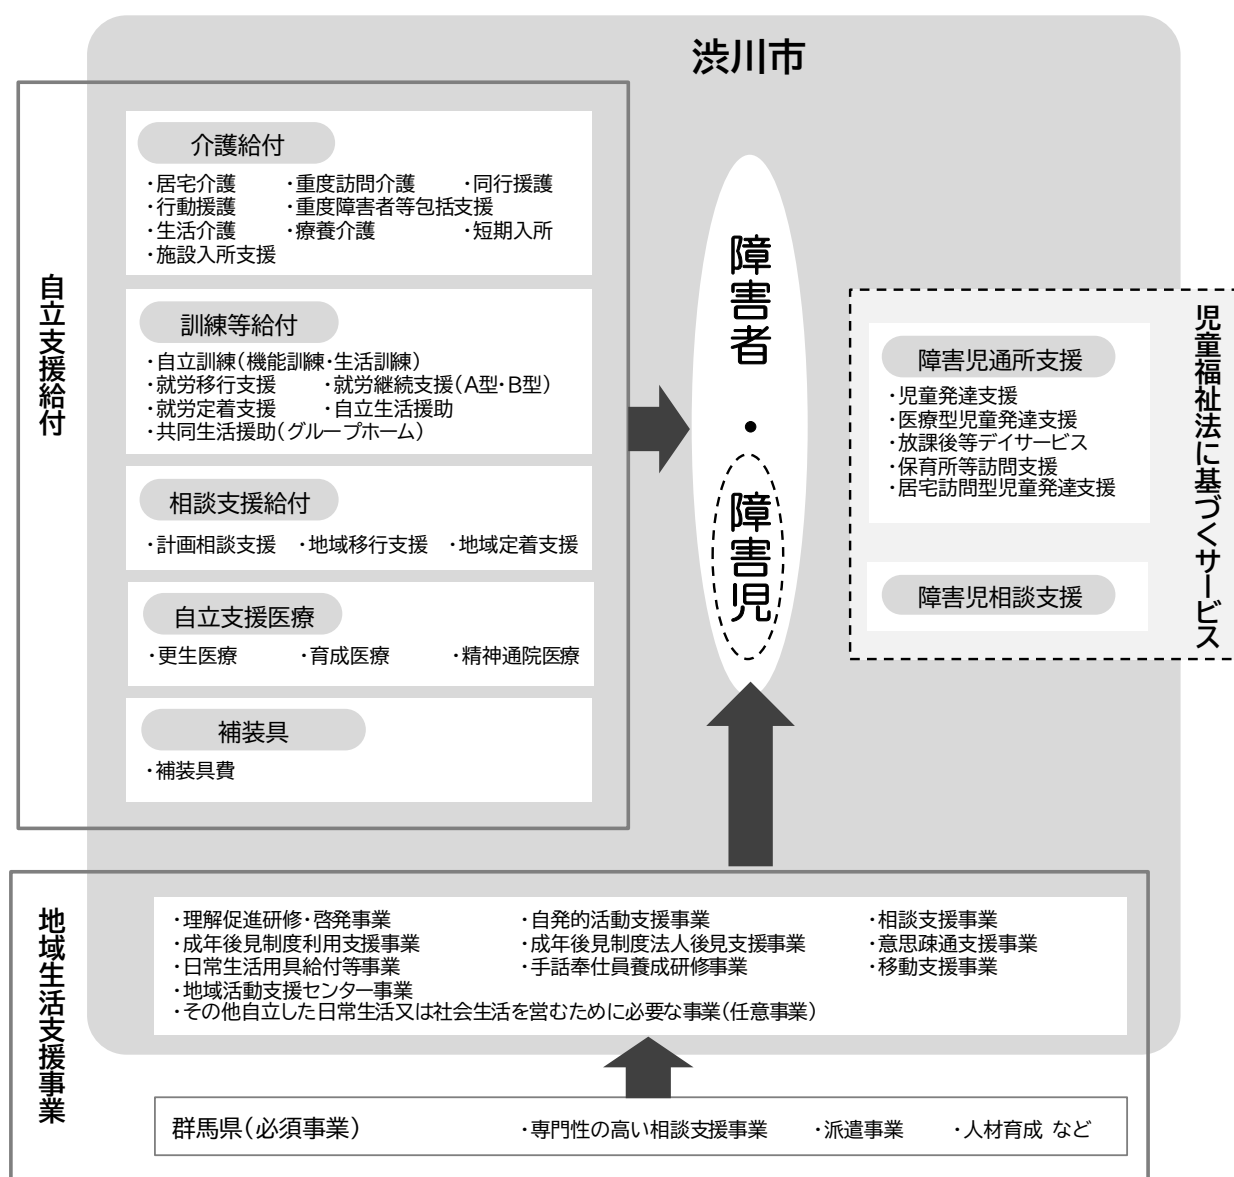 渋川市
自立支援給付
介護給付
・居宅介護 ・重度訪問介護 ・同行援護
・行動援護 ・重度障害者等包括支援
・生活介護 ・療養介護 ・短期入所
・施設入所支援
訓練等給付
・自立訓練(機能訓練・生活訓練)
・就労移行支援 ・就労継続支援(A型・B型)
・就労定着支援 ・自立生活援助
・共同生活援助(グループホーム)
相談支援給付
・計画相談支援 ・地域移行支援 ・地域定着支援
自立支援医療
・更生医療 ・育成医療 ・精神通院医療
補装具
・補装具費
障害者・障害児
児童福祉法に基づくサービス
障害児通所支援
・児童発達支援
・医療型児童発達支援
・放課後等デイサービス
・保育所等訪問支援
・居宅訪問型児童発達支援
障害児相談支援
地域生活支援事業
・理解促進研修・啓発事業 ・自発的活動支援事業 ・相談支援事業
・成年後見制度利用支援事業 ・成年後見制度法人後見支援事業 ・意思疎通支援事業
・日常生活用具給付等事業 ・手話奉仕員養成研修事業 ・移動支援事業
・地域活動支援センター事業
・その他自立した日常生活又は社会生活を営むために必要な事業(任意事業)
群馬県(必須事業) ・専門性の高い相談支援事業 ・派遣事業 ・人材育成 など